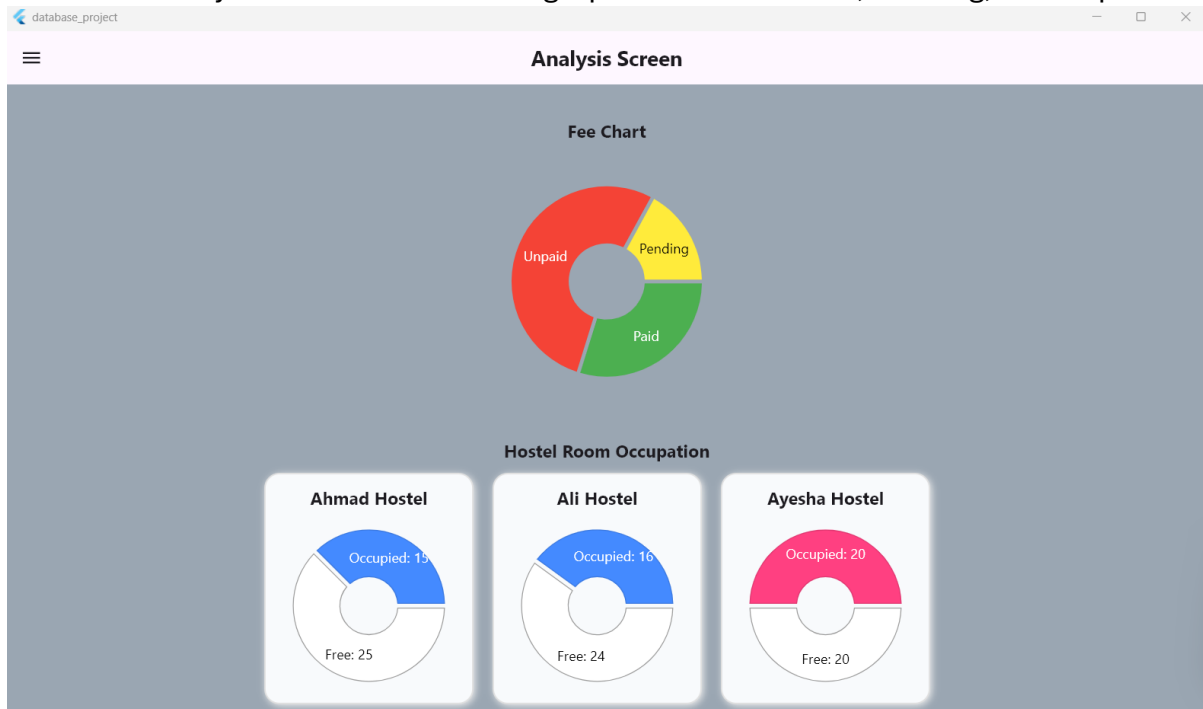 database_project
Analysis Screen
Fee Chart
Pending
Unpaid
Paid
Hostel Room Occupation
Ahmad Hostel
Occupied: 15
Free: 25
Ali Hostel
Occupied: 16
Free: 24
Ayesha Hostel
Occupied: 20
Free: 20